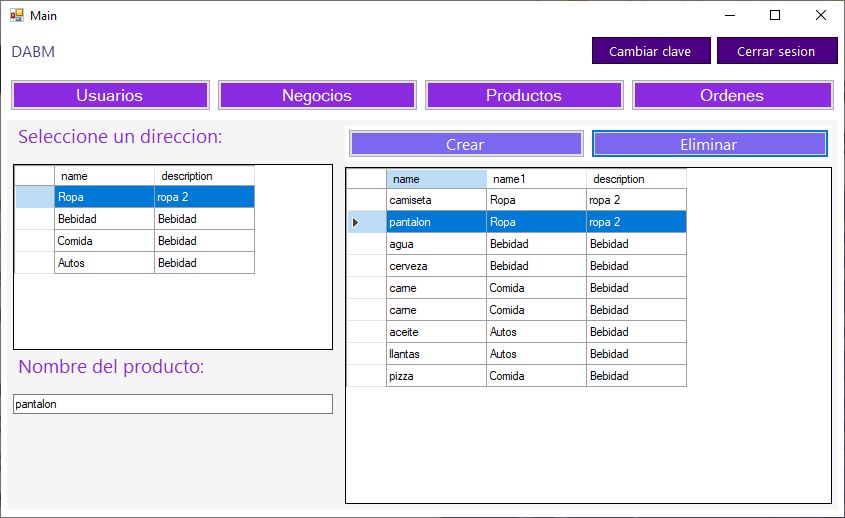 Main
DABM
Cambiar clave
Cerrar sesion
Usuarios
Negocios
Productos
Ordenes
Seleccione un direccion:
name description
Ropa ropa 2
Bebidad Bebidad
Comida Bebidad
Autos Bebidad
Nombre del producto:
pantalon
Crear
Eliminar
name name1 description
camiseta Ropa ropa 2
pantalon Ropa ropa 2
agua Bebidad Bebidad
cerveza Bebidad Bebidad
carne Comida Bebidad
carne Comida Bebidad
aceite Autos Bebidad
llantas Autos Bebidad
pizza Comida Bebidad